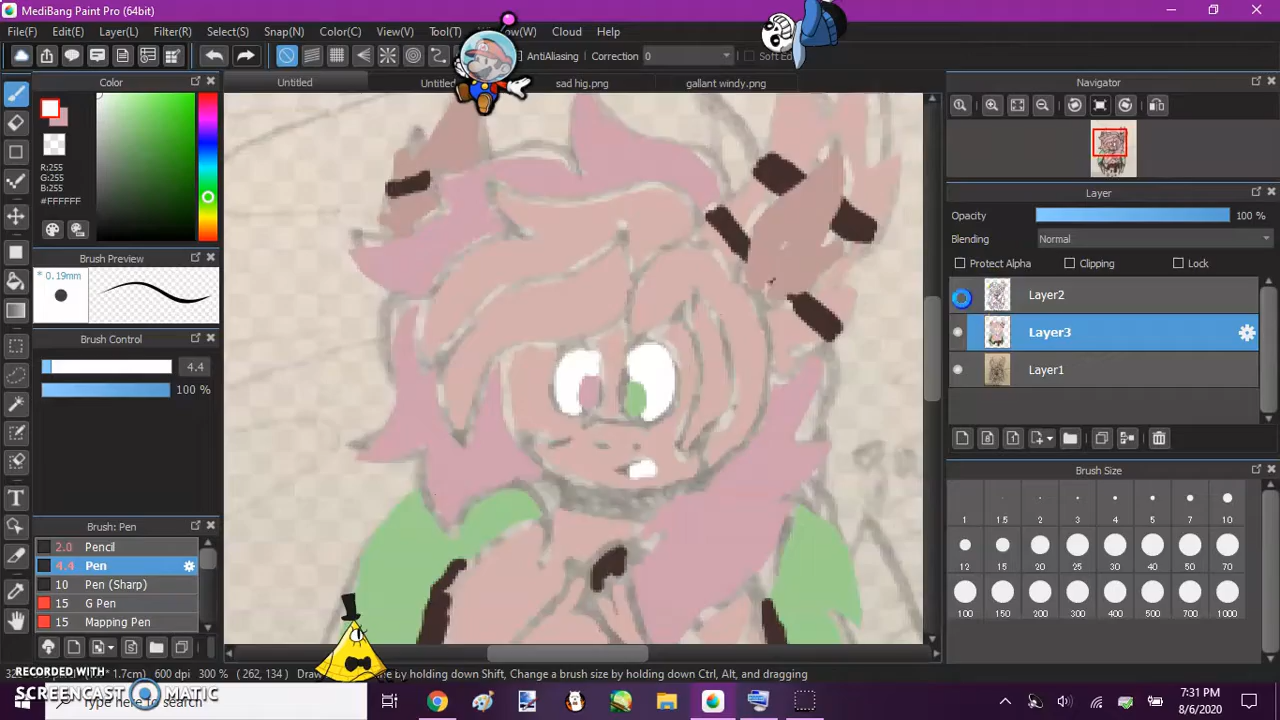 MediBang Paint Pro (64bit)
File(F) Edit(E) Layer(L) Filter(R) Select(S) Snap(N) Color(C) View(V) Tool(T) Window(W) Cloud Help
AntiAliasing Correction 0 Soft Ed
Color
Untitled
sad hig.png
gallant windy.png
R:255
G:255
B:255
#FFFFFF
Brush Preview
* 0.19mm
Brush Control
4.4
100 %
Brush: Pen
2.0 Pencil
4.4 Pen
10 Pen (Sharp)
15 G Pen
15 Mapping Pen
Navigator
Layer
Opacity 100 %
Blending Normal
Protect Alpha Clipping Lock
Layer2
Layer3
Layer1
Brush Size
1 1.5 2 3 4 5 7 10
12 15 20 25 30 40 50 70
100 150 200 300 400 500 700 1000
* 1.7cm) 600 dpi 300 % ( 262, 134 )
by holding down Shift, Change a brush size by holding down Ctrl, Alt, and dragging
RECORDED WITH
SCREENCAST MATIC
here to search
7:31 PM
8/6/2020